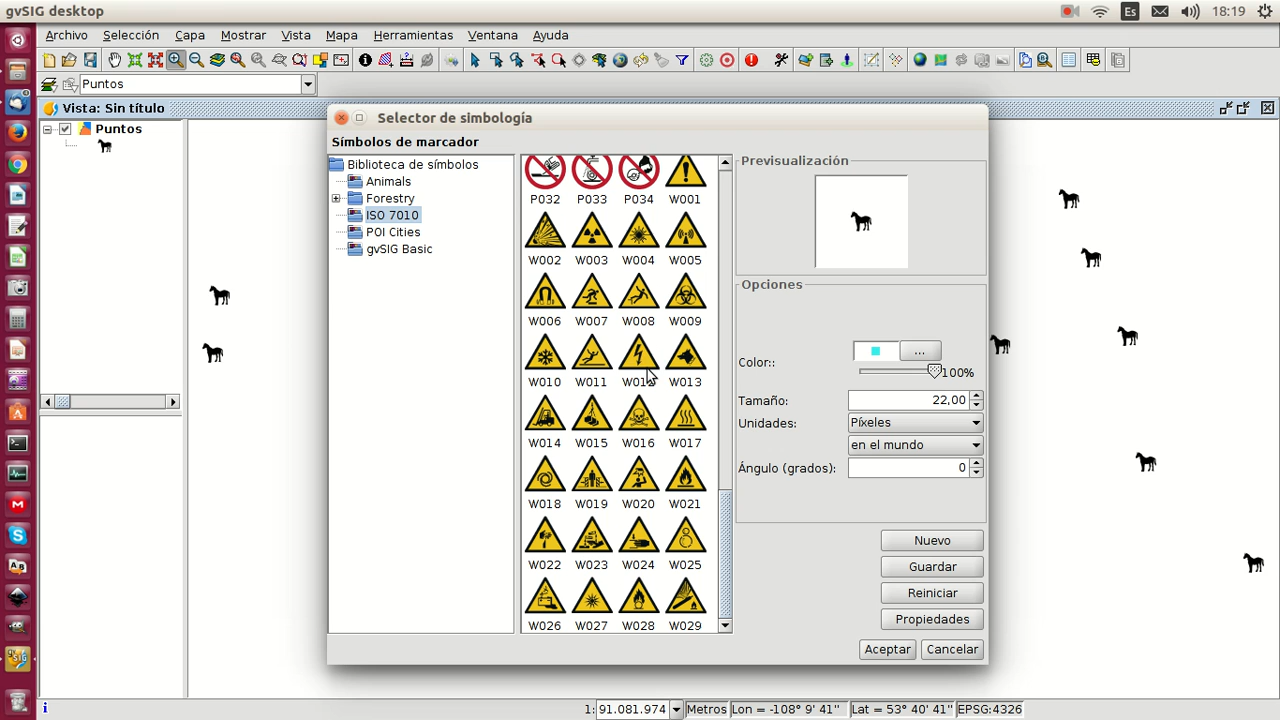 gvSIG desktop
Es
18:19
Archivo Selección Capa Mostrar Vista Mapa Herramientas Ventana Ayuda
Puntos
Vista: Sin título
Puntos
Selector de simbología
Símbolos de marcador
Biblioteca de símbolos
Animals
Forestry
ISO 7010
POI Cities
gvSIG Basic
P032 P033 P034 W001
W002 W003 W004 W005
W006 W007 W008 W009
W010 W011 W013
W014 W015 W016 W017
W018 W019 W020 W021
W022 W023 W024 W025
W026 W027 W028 W029
Previsualización
Opciones
Color:: ...
100%
Tamaño: 22,00
Unidades: Píxeles
en el mundo
Ángulo (grados): 0
Nuevo
Guardar
Reiniciar
Propiedades
Aceptar Cancelar
1: 91.081.974 Metros Lon = -108° 9' 41" Lat = 53° 40' 41" EPSG:4326